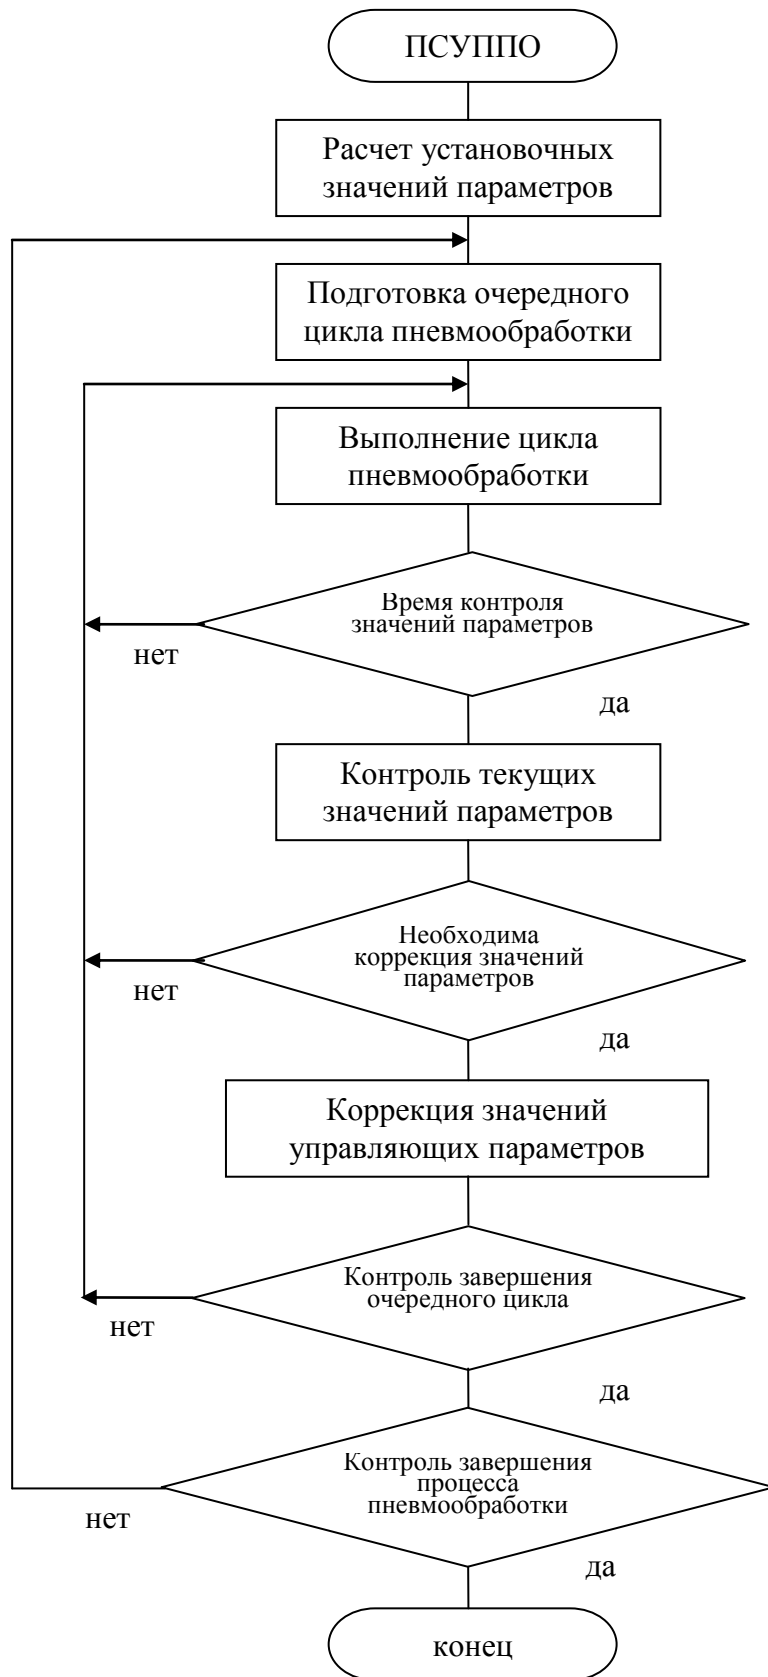 ПСУППО
Расчет установочных
значений параметров
Подготовка очередного
цикла пневмообработки
Выполнение цикла
пневмообработки
Время контроля
значений параметров
нет
да
Контроль текущих
значений параметров
Необходима
коррекция значений
параметров
нет
да
Коррекция значений
управляющих параметров
Контроль завершения
очередного цикла
нет
да
Контроль завершения
процесса
пневмообработки
нет
да
конец